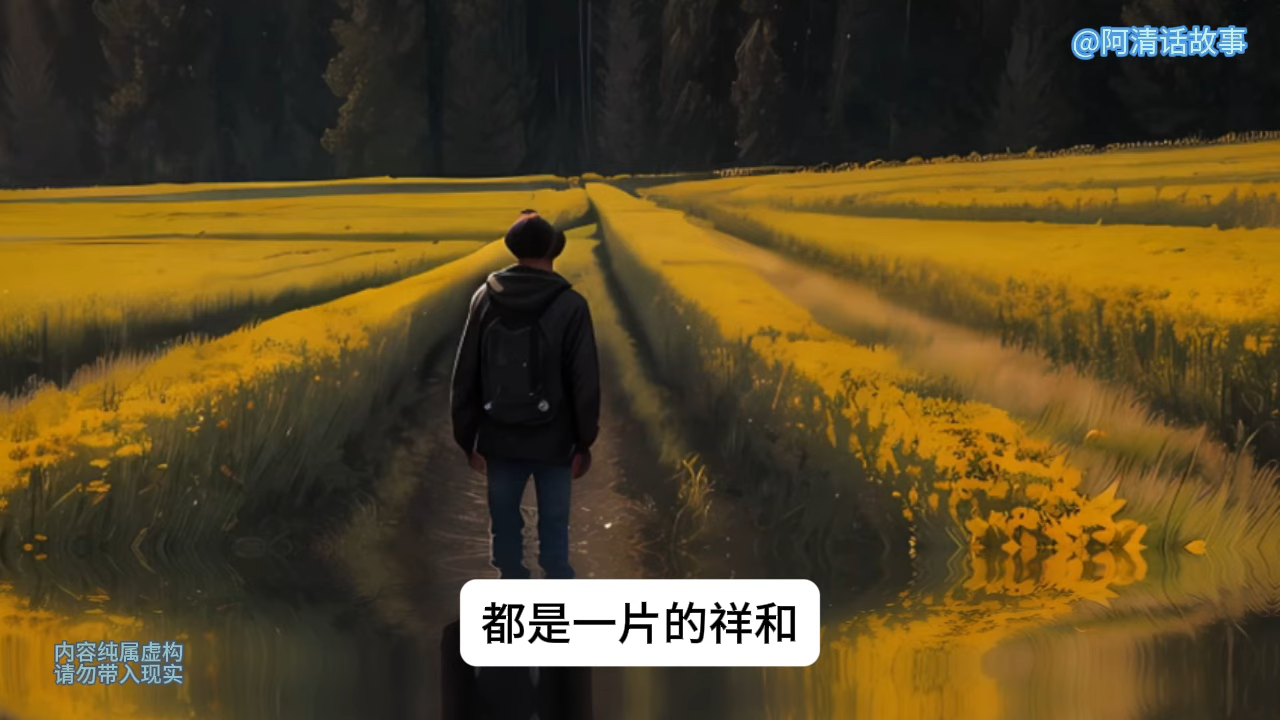 @阿清话故事
都是一片的祥和
内容纯属虚构
请勿带入现实